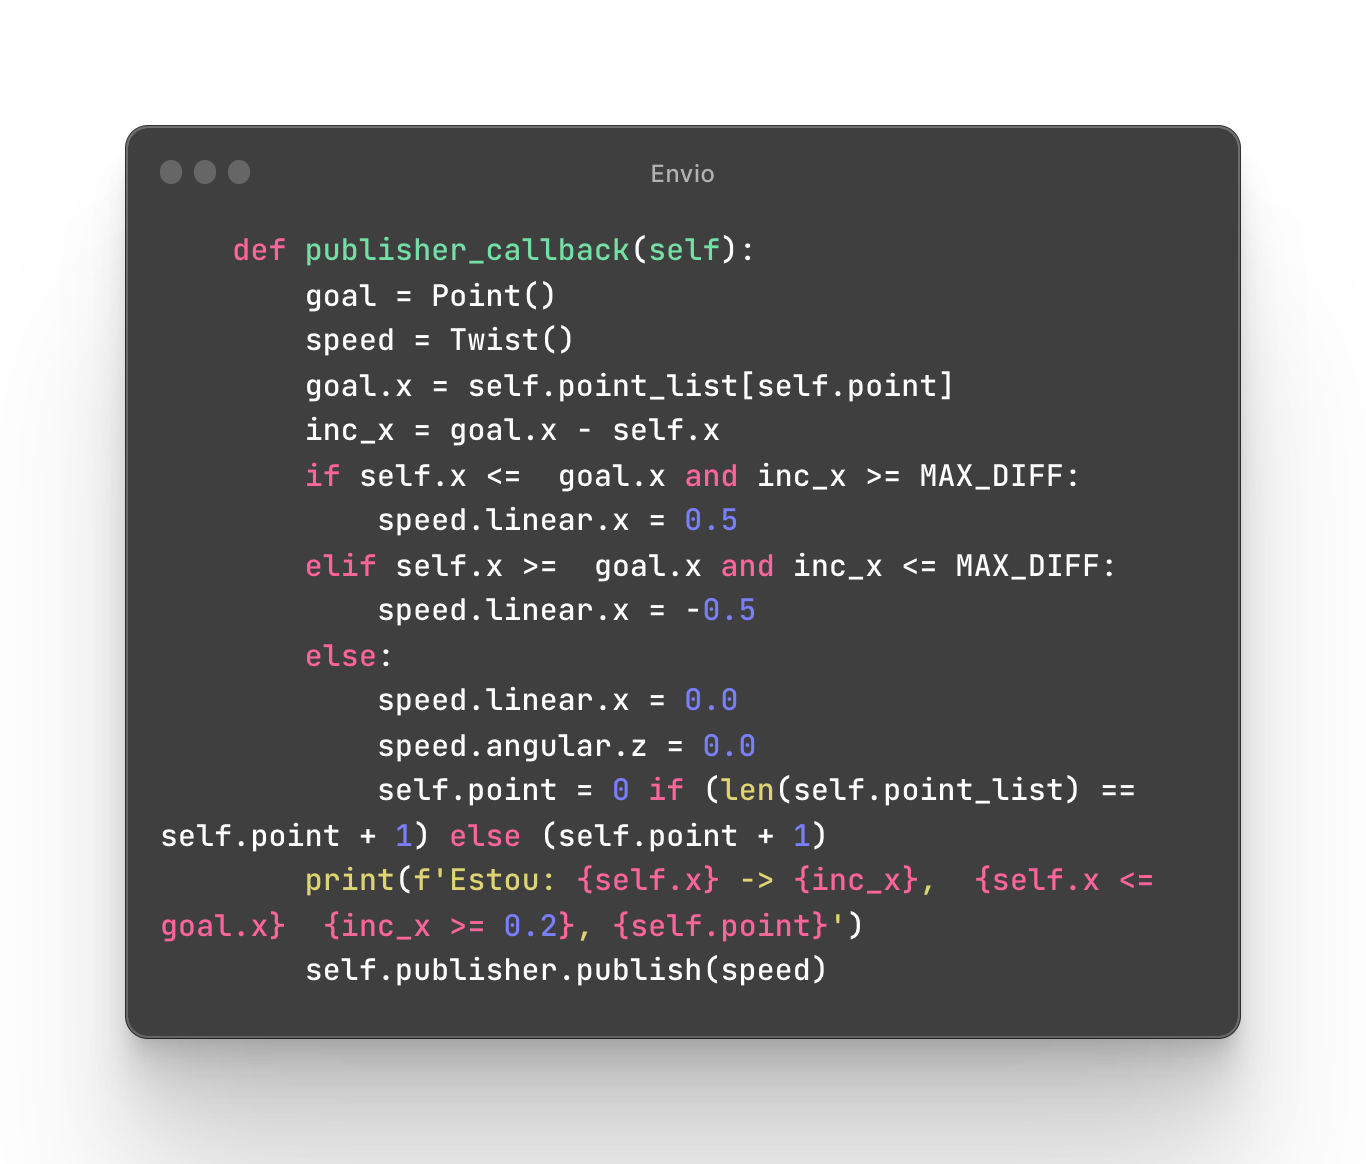 Envio
    def publisher_callback(self):
        goal = Point()
        speed = Twist()
        goal.x = self.point_list[self.point]
        inc_x = goal.x - self.x
        if self.x <=  goal.x and inc_x >= MAX_DIFF:
            speed.linear.x = 0.5
        elif self.x >=  goal.x and inc_x <= MAX_DIFF:
            speed.linear.x = -0.5
        else:
            speed.linear.x = 0.0
            speed.angular.z = 0.0
            self.point = 0 if (len(self.point_list) ==
self.point + 1) else (self.point + 1)
        print(f'Estou: {self.x} -> {inc_x},  {self.x <=
goal.x}  {inc_x >= 0.2}, {self.point}')
        self.publisher.publish(speed)